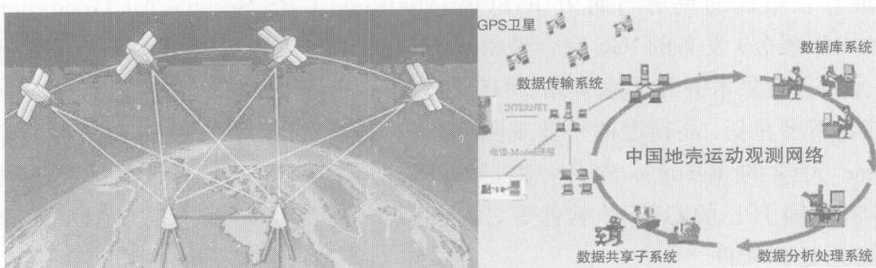 GPS卫星
数据库系统
数据传输系统
INTERNET
中国地壳运动观测网络
数据共享子系统
数据分析处理系统